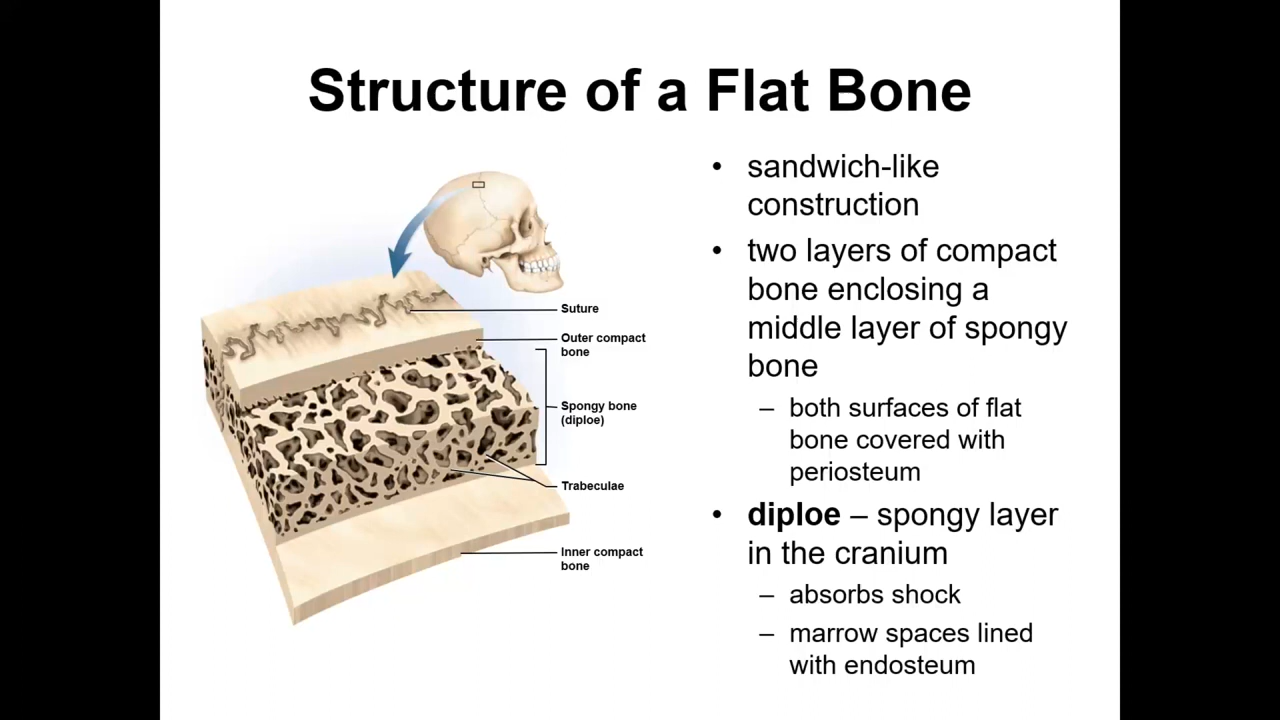 Structure of a Flat Bone
Suture
Outer compact
bone
Spongy bone
(diploe)
Trabeculae
Inner compact
bone
• sandwich-like
construction
• two layers of compact
bone enclosing a
middle layer of spongy
bone
– both surfaces of flat
bone covered with
periosteum
• diploe – spongy layer
in the cranium
– absorbs shock
– marrow spaces lined
with endosteum